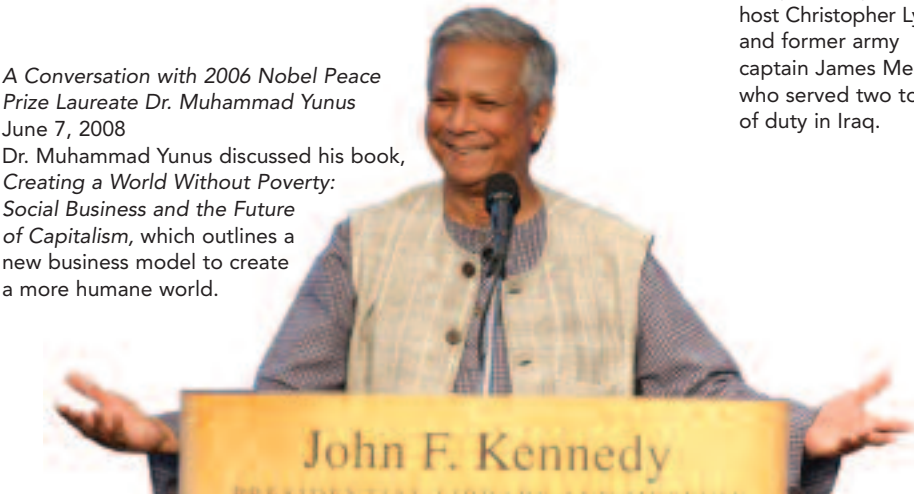 A Conversation with 2006 Nobel Peace
Prize Laureate Dr. Muhammad Yunus
June 7, 2008
Dr. Muhammad Yunus discussed his book,
Creating a World Without Poverty:
Social Business and the Future
of Capitalism, which outlines a
new business model to create
a more humane world.
host Christopher
and former army
captain James
who served two
of duty in Iraq.
John F. Kennedy